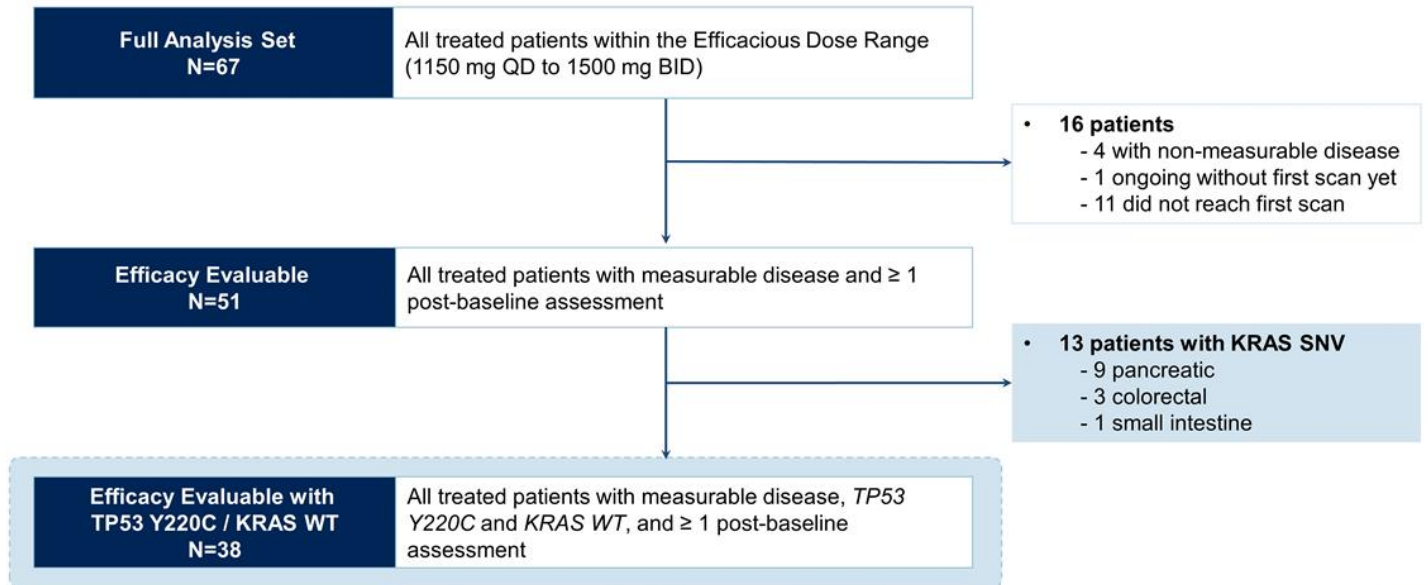 Full Analysis Set
N=67
All treated patients within the Efficacious Dose Range
(1150 mg QD to 1500 mg BID)
• 16 patients
- 4 with non-measurable disease
- 1 ongoing without first scan yet
- 11 did not reach first scan
Efficacy Evaluable
N=51
All treated patients with measurable disease and ≥ 1
post-baseline assessment
• 13 patients with KRAS SNV
- 9 pancreatic
- 3 colorectal
- 1 small intestine
Efficacy Evaluable with
TP53 Y220C / KRAS WT
N=38
All treated patients with measurable disease, TP53
Y220C and KRAS WT, and ≥ 1 post-baseline
assessment